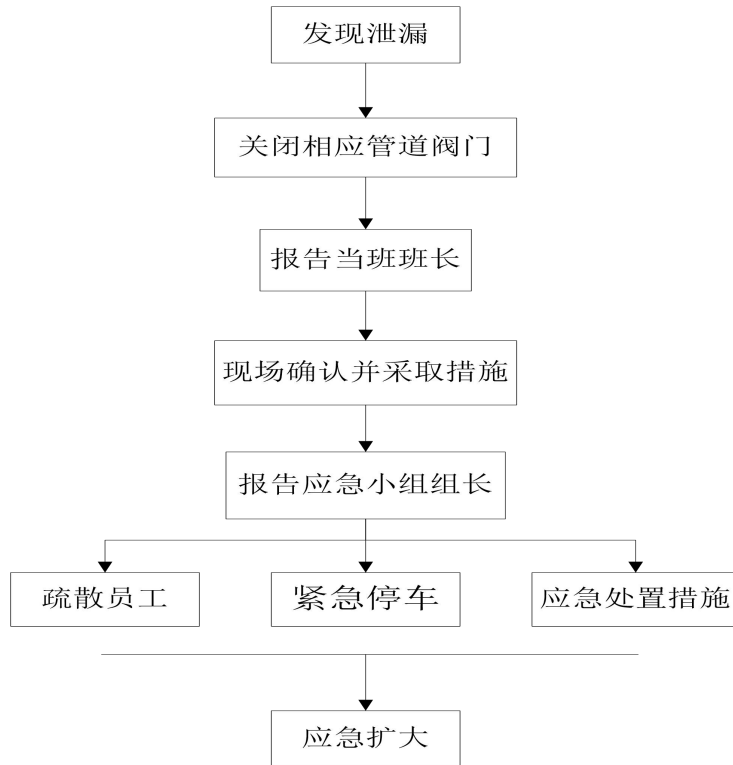 发现泄漏
关闭相应管道阀门
报告当班班长
现场确认并采取措施
报告应急小组组长
疏散员工
紧急停车
应急处置措施
应急扩大